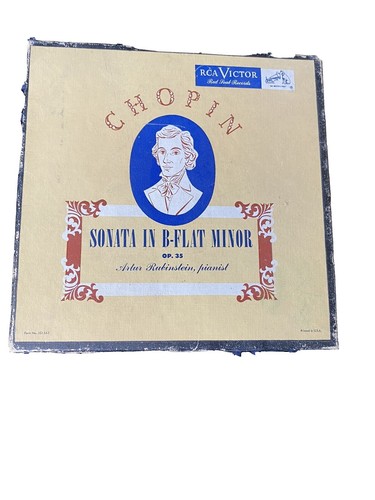 RCA VICTOR
Red Seal Records
CHOPIN
SONATA IN B-FLAT MINOR
OP. 35
Artur Rubinstein, pianist